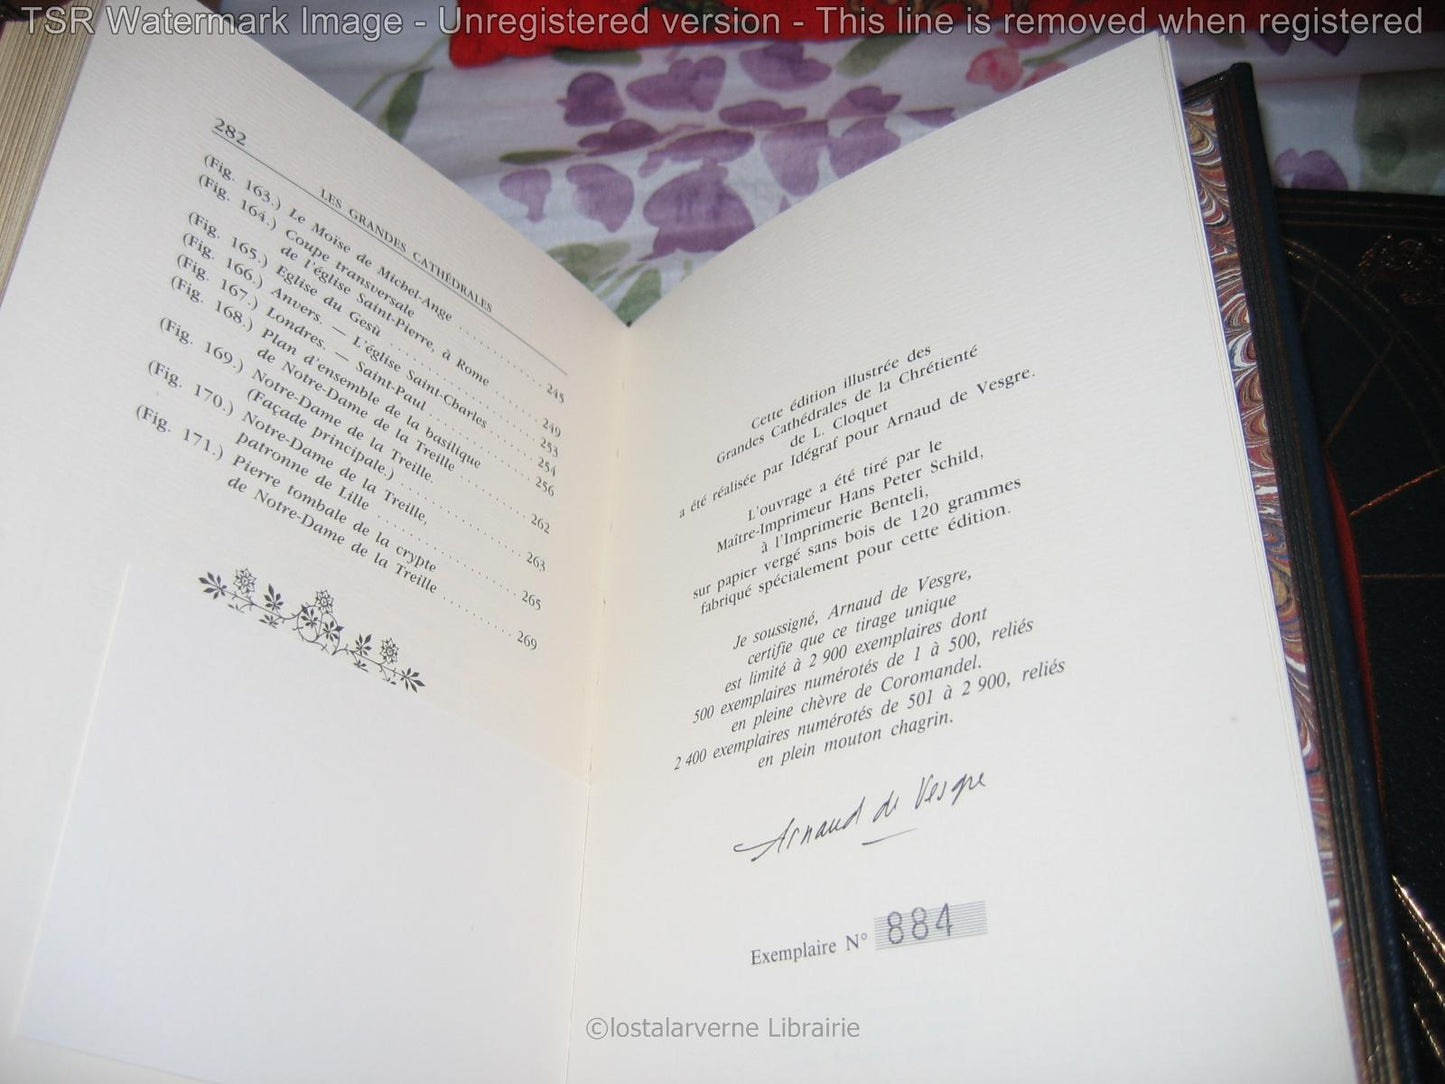 TSR Watermark Image - Unregistered version - This line is removed when registered
282
LES GRANDES CATHÉDRALES
(Fig. 163.) Le Moïse de Michel-Ange . . . . . . . . . . . . . 245
(Fig. 164.) Coupe transversale
de l'église Saint-Pierre, à Rome . . . . . . . . 249
(Fig. 165.) Eglise du Gesù . . . . . . . . . . . . . . . . . . 253
(Fig. 166.) Anvers. — L'église Saint-Charles . . . . . . . 254
(Fig. 167.) Londres. — Saint-Paul . . . . . . . . . . . . . 256
(Fig. 168.) Plan d'ensemble de la basilique
de Notre-Dame de la Treille . . . . . . . . . . 262
(Fig. 169.) Notre-Dame de la Treille.
(Façade principale.) . . . . . . . . . . . . . . . 263
(Fig. 170.) Notre-Dame de la Treille,
patronne de Lille . . . . . . . . . . . . . . . . . 265
(Fig. 171.) Pierre tombale de la crypte
de Notre-Dame de la Treille . . . . . . . . . . 269
Cette édition illustrée des
Grandes Cathédrales de la Chrétienté
de L. Cloquet
a été réalisée par Idégraf pour Arnaud de Vesgre.
L'ouvrage a été tiré par le
Maître-Imprimeur Hans Peter Schild,
à l'Imprimerie Benteli,
sur papier vergé sans bois de 120 grammes
fabriqué spécialement pour cette édition.
Je soussigné, Arnaud de Vesgre,
certifie que ce tirage unique
est limité à 2 900 exemplaires dont
500 exemplaires numérotés de 1 à 500, reliés
en pleine chèvre de Coromandel.
2 400 exemplaires numérotés de 501 à 2 900, reliés
en plein mouton chagrin.
Arnaud de Vesgre
Exemplaire N° 884
©lostalarverne Librairie